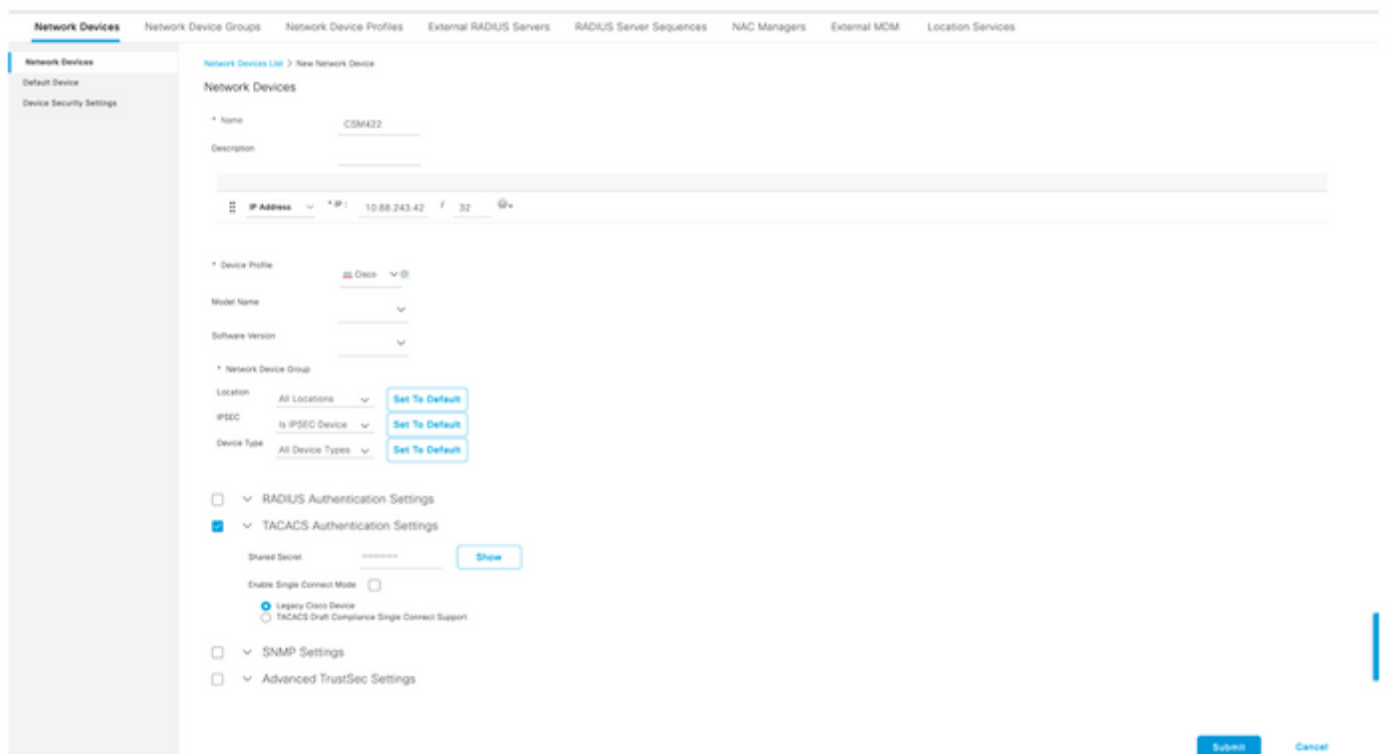 Network Devices Network Device Groups Network Device Profiles External RADIUS Servers RADIUS Server Sequences NAC Managers External MDM Location Services
Network Devices
Default Device
Device Security Settings
Network Devices List > New Network Device
Network Devices
* Name CSM422
Description
IP Address * IP : 10.88.243.42 / 32
* Device Profile Cisco
Model Name
Software Version
* Network Device Group
Location All Locations Set To Default
IPSEC Is IPSEC Device Set To Default
Device Type All Device Types Set To Default
RADIUS Authentication Settings
TACACS Authentication Settings
Shared Secret Show
Enable Single Connect Mode
Legacy Cisco Device
TACACS Draft Compliance Single Connect Support
SNMP Settings
Advanced TrustSec Settings
Submit Cancel